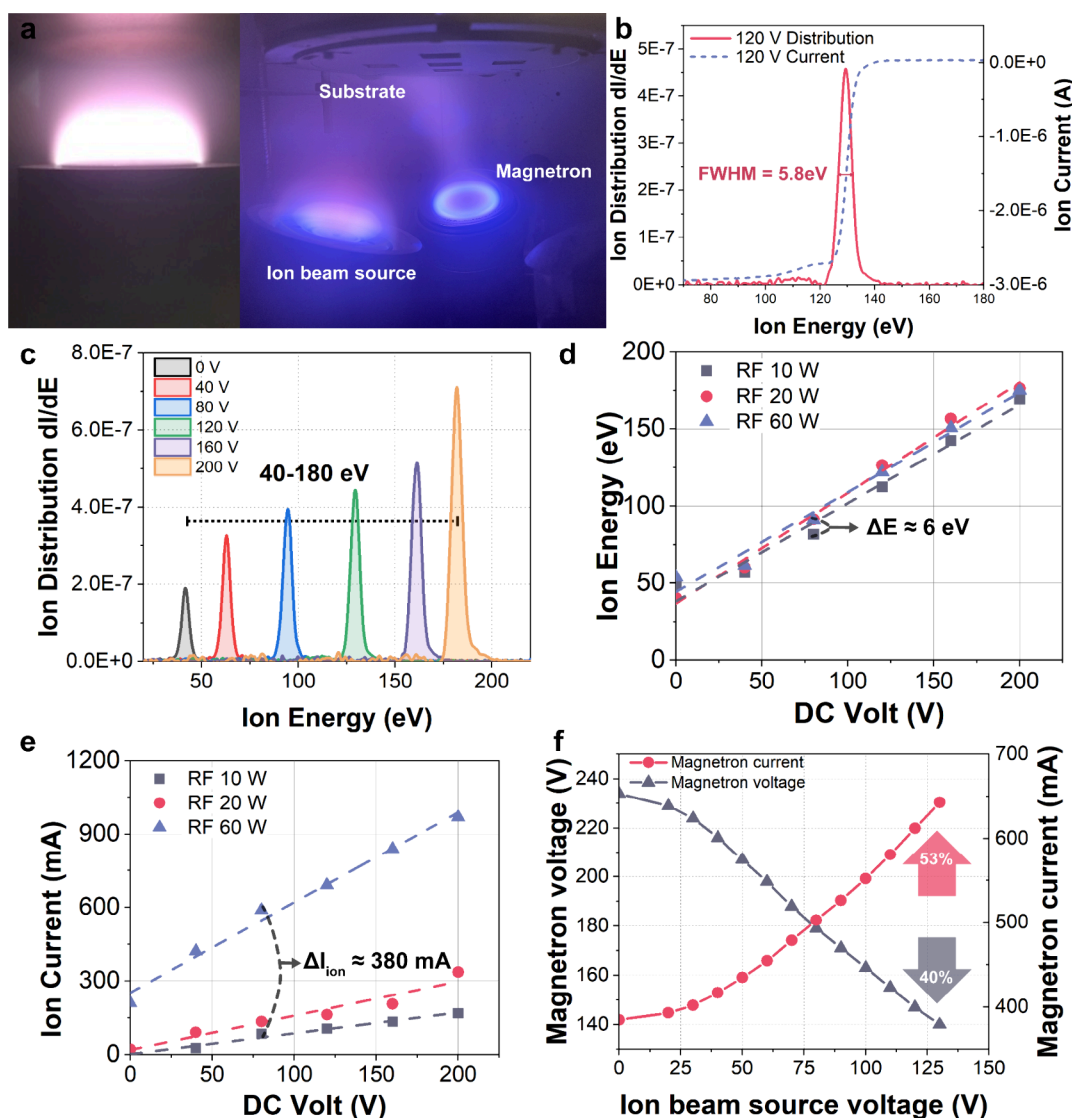 a
Substrate
Magnetron
Ion beam source
b
120 V Distribution
120 V Current
5E-7
4E-7
3E-7
2E-7
1E-7
0E+0
0.0E+0
-1.0E-6
-2.0E-6
-3.0E-6
FWHM = 5.8eV
80 100 120 140 160 180
Ion Energy (eV)
Ion Distribution dI/dE
Ion Current (A)
c
8.0E-7
6.0E-7
4.0E-7
2.0E-7
0.0E+0
0 V
40 V
80 V
120 V
160 V
200 V
40-180 eV
50 100 150 200
Ion Energy (eV)
Ion Distribution dI/dE
d
200
150
100
50
0
RF 10 W
RF 20 W
RF 60 W
ΔE ≈ 6 eV
0 50 100 150 200
DC Volt (V)
Ion Energy (eV)
e
1200
900
600
300
0
RF 10 W
RF 20 W
RF 60 W
ΔIion ≈ 380 mA
0 50 100 150 200
DC Volt (V)
Ion Current (mA)
f
Magnetron current
Magnetron voltage
240
220
200
180
160
140
700
600
500
400
53%
40%
0 25 50 75 100 125 150
Ion beam source voltage (V)
Magnetron voltage (V)
Magnetron current (mA)